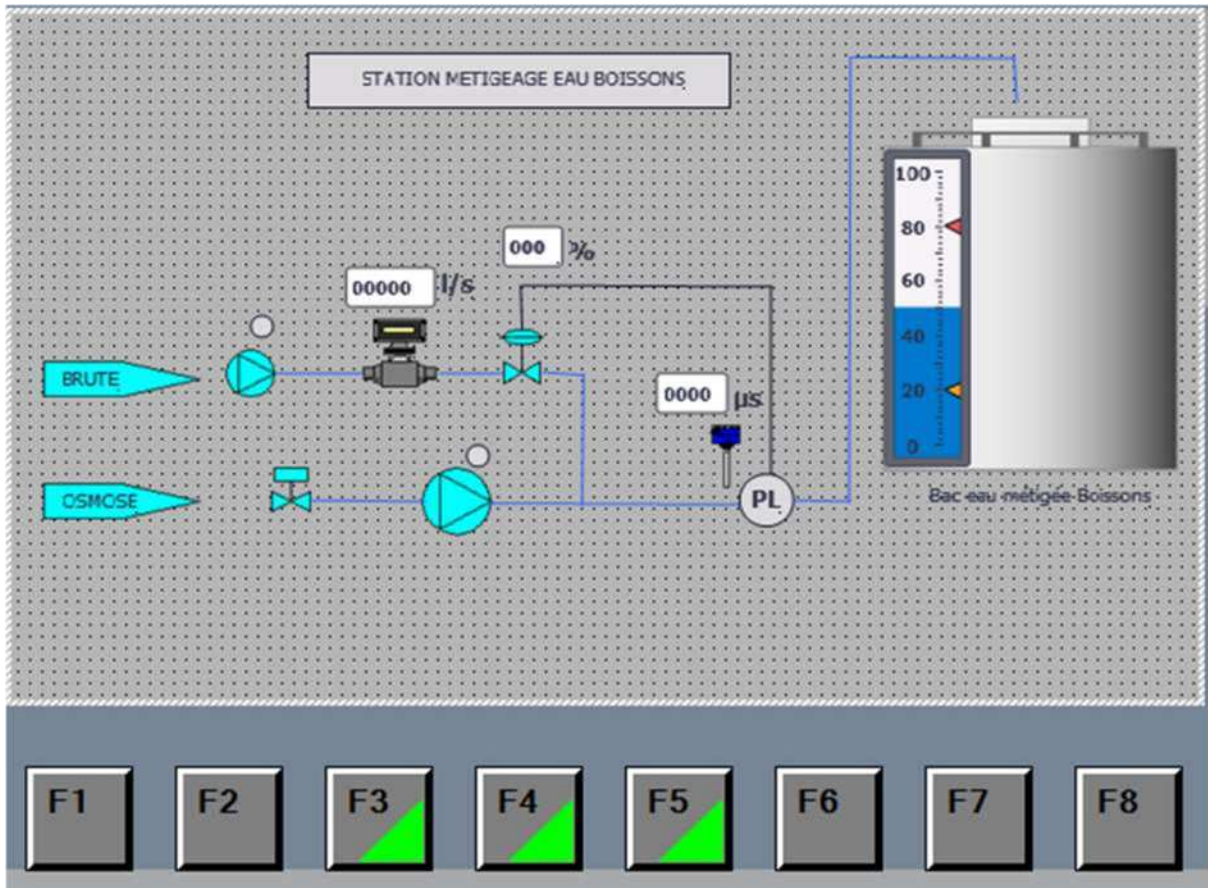 STATION METIGEAGE EAU BOISSONS
000 %
00000 l/s
BRUTE
0000 µs
OSMOSE
PL
100
80
60
40
20
0
Bac eau métigée Boissons
F1 F2 F3 F4 F5 F6 F7 F8